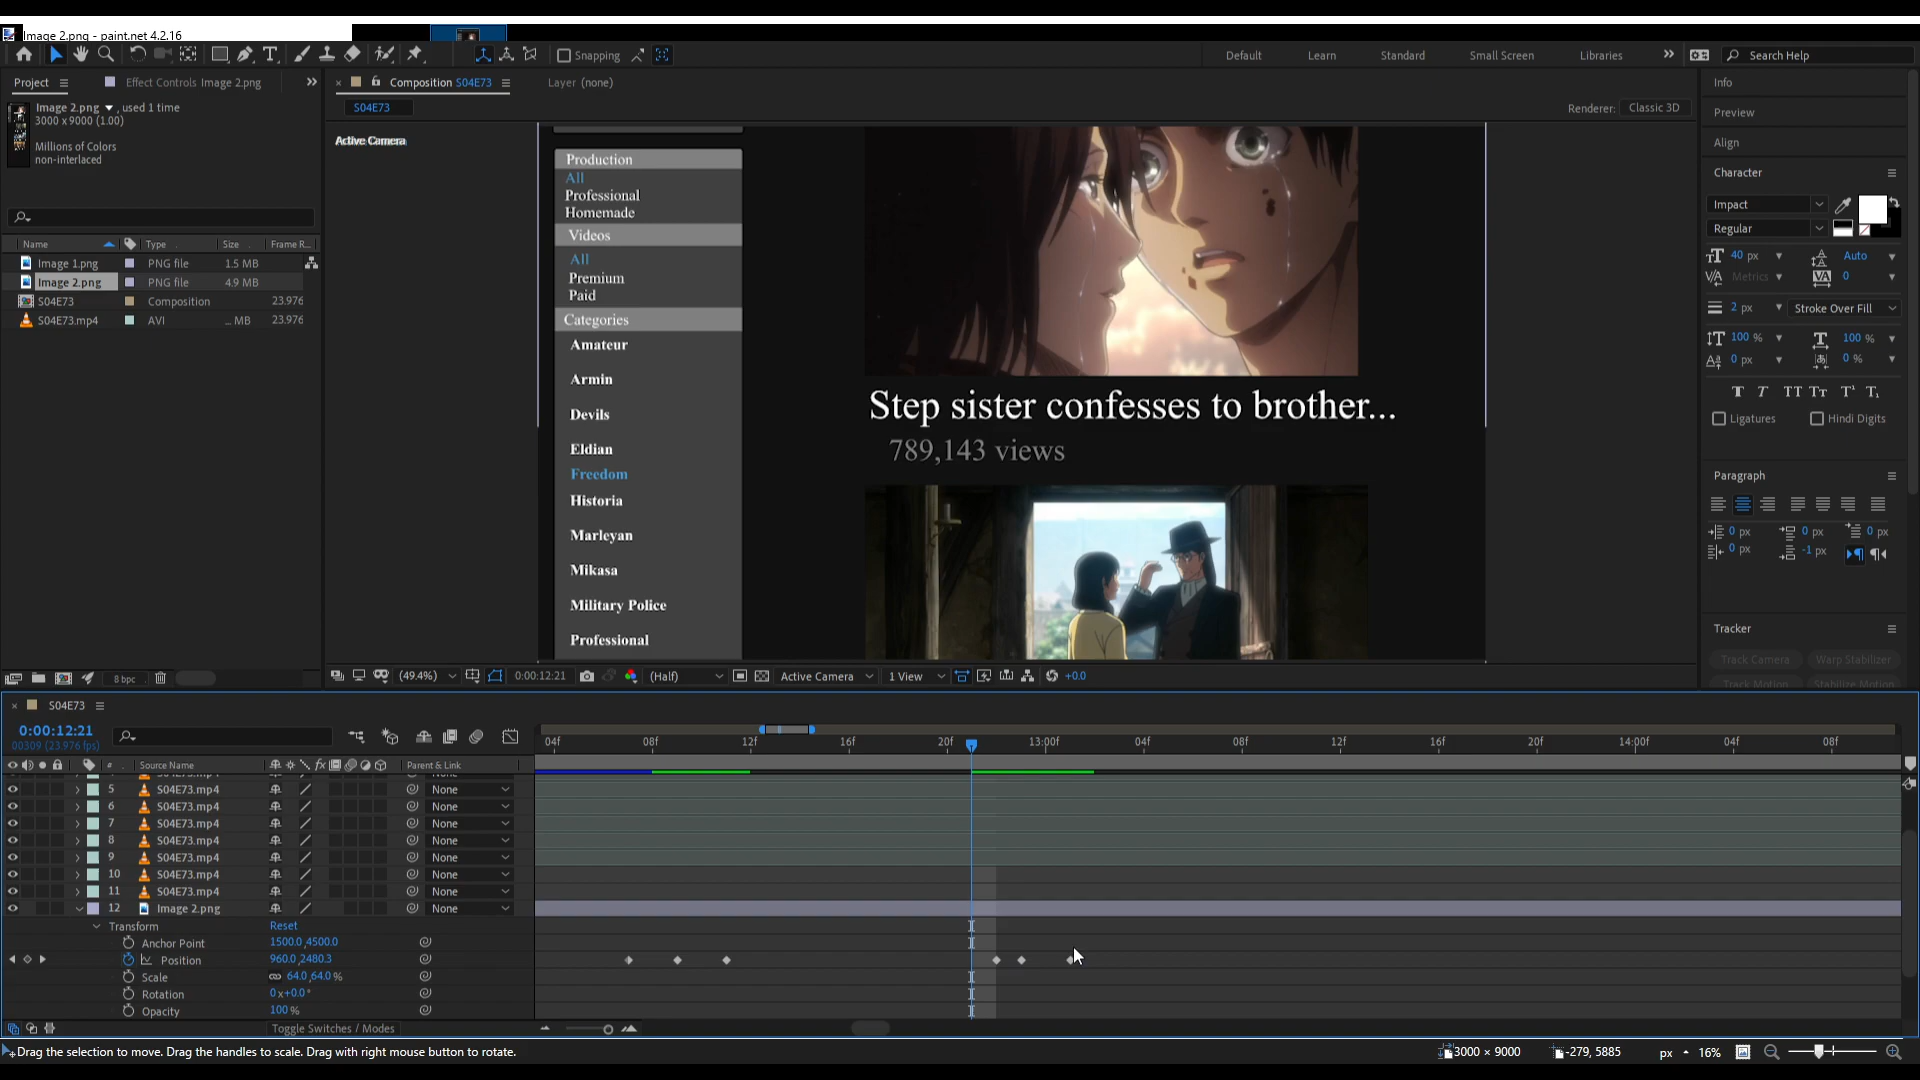 Image 2.png - paint.net 4.2.16
Snapping
Default
Learn
Standard
Small Screen
Libraries
Search Help
Project
Effect Controls Image 2.png
Composition S04E73
Layer (none)
Info
Image 2.png , used 1 time
3000 x 9000 (1.00)
S04E73
Renderer: Classic 3D
Preview
Millions of Colors
non-interlaced
Active Camera
Align
Character
Production
All
Professional
Homemade
Videos
All
Premium
Paid
Categories
Amateur
Armin
Devils
Eldian
Freedom
Historia
Marleyan
Mikasa
Military Police
Professional
Step sister confesses to brother...
789,143 views
Impact
Regular
40 px
Auto
Metrics
0
2 px
Stroke Over Fill
100 %
100 %
0 px
0 %
Ligatures
Hindi Digits
Paragraph
0 px
0 px
0 px
0 px
-1 px
Tracker
Track Camera
Warp Stabilizer
Track Motion
Stabilize Motion
Name
Type
Size
Frame R...
Image 1.png
PNG file
1.5 MB
Image 2.png
PNG file
4.9 MB
S04E73
Composition
23.976
S04E73.mp4
AVI
... MB
23.976
8 bpc
(49.4%)
0:00:12:21
(Half)
Active Camera
1 View
+0.0
S04E73
0:00:12:21
00309 (23.976 fps)
04f
08f
12f
16f
20f
13:00f
04f
08f
12f
16f
20f
14:00f
04f
08f
#
Source Name
Parent & Link
5 S04E73.mp4 None
6 S04E73.mp4 None
7 S04E73.mp4 None
8 S04E73.mp4 None
9 S04E73.mp4 None
10 S04E73.mp4 None
11 S04E73.mp4 None
12 Image 2.png None
Transform
Reset
Anchor Point 1500.0,4500.0
Position 960.0,2480.3
Scale 64.0,64.0 %
Rotation 0x+0.0°
Opacity 100 %
Toggle Switches / Modes
Drag the selection to move. Drag the handles to scale. Drag with right mouse button to rotate.
3000 × 9000
-279, 5885
px
16%